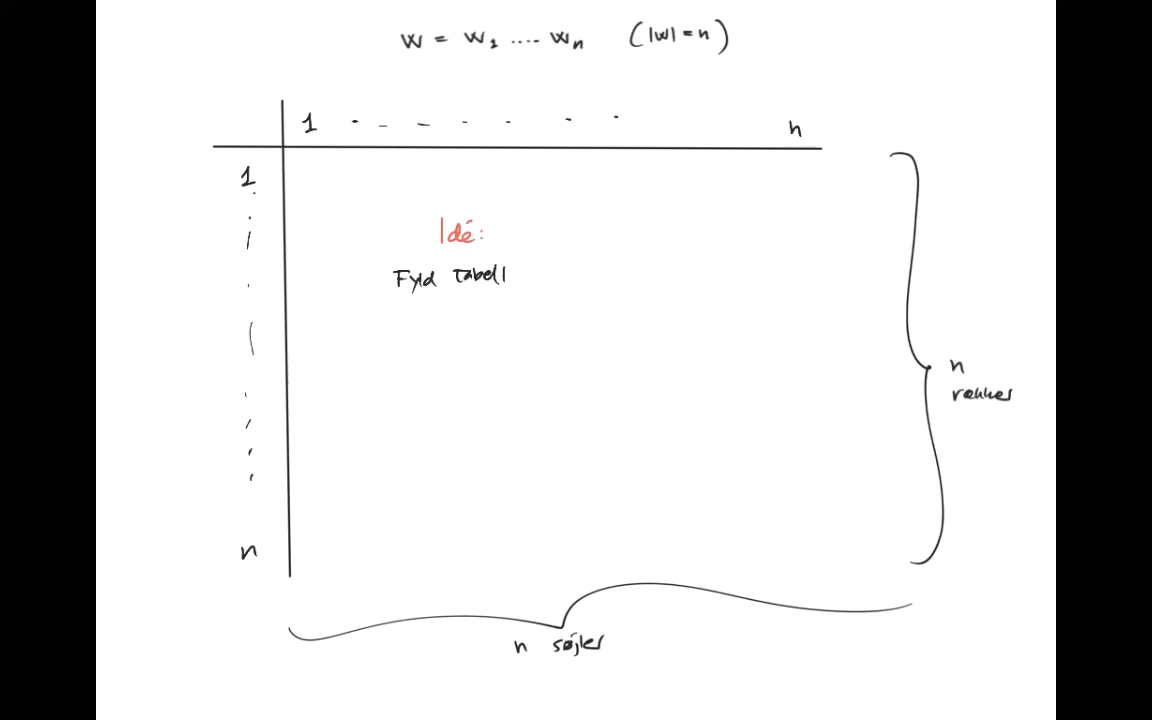 w = w₁ .... wₙ (|w| = n)
1 . - - . . . . n
1
Idé:
Fyld tabel
n
rækker
n
n søjler